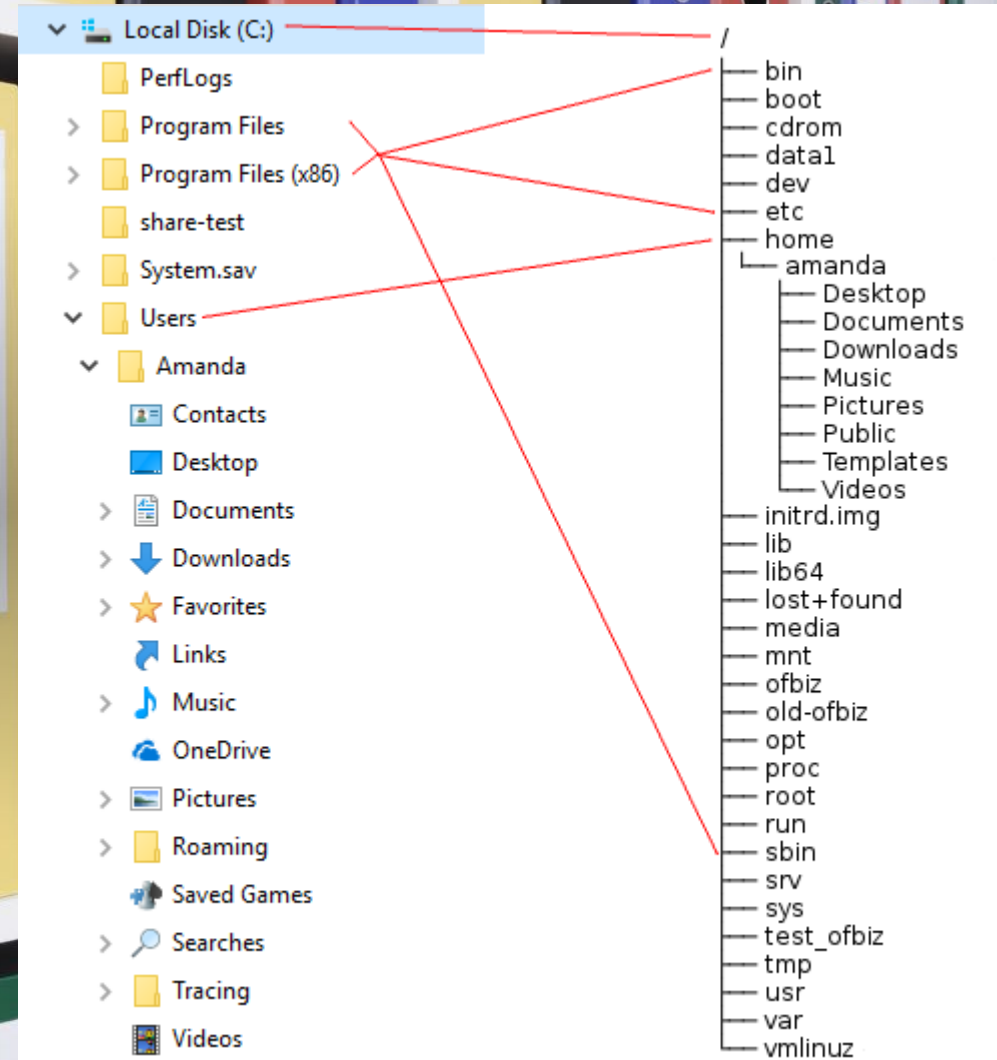 Local Disk (C:)
PerfLogs
Program Files
Program Files (x86)
share-test
System.sav
Users
Amanda
Contacts
Desktop
Documents
Downloads
Favorites
Links
Music
OneDrive
Pictures
Roaming
Saved Games
Searches
Tracing
Videos
/
bin
boot
cdrom
data1
dev
etc
home
amanda
Desktop
Documents
Downloads
Music
Pictures
Public
Templates
Videos
initrd.img
lib
lib64
lost+found
media
mnt
ofbiz
old-ofbiz
opt
proc
root
run
sbin
srv
sys
test_ofbiz
tmp
usr
var
vmlinuz